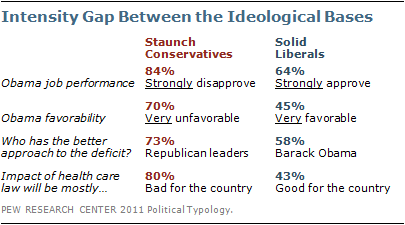 Intensity Gap Between the Ideological Bases
Staunch Solid
Conservatives Liberals
84% 64%
Obama job performance Strongly disapprove Strongly approve
70% 45%
Obama favorability Very unfavorable Very favorable
Who has the better 73% 58%
approach to the deficit? Republican leaders Barack Obama
Impact of health care 80% 43%
law will be mostly… Bad for the country Good for the country
PEW RESEARCH CENTER 2011 Political Typology.